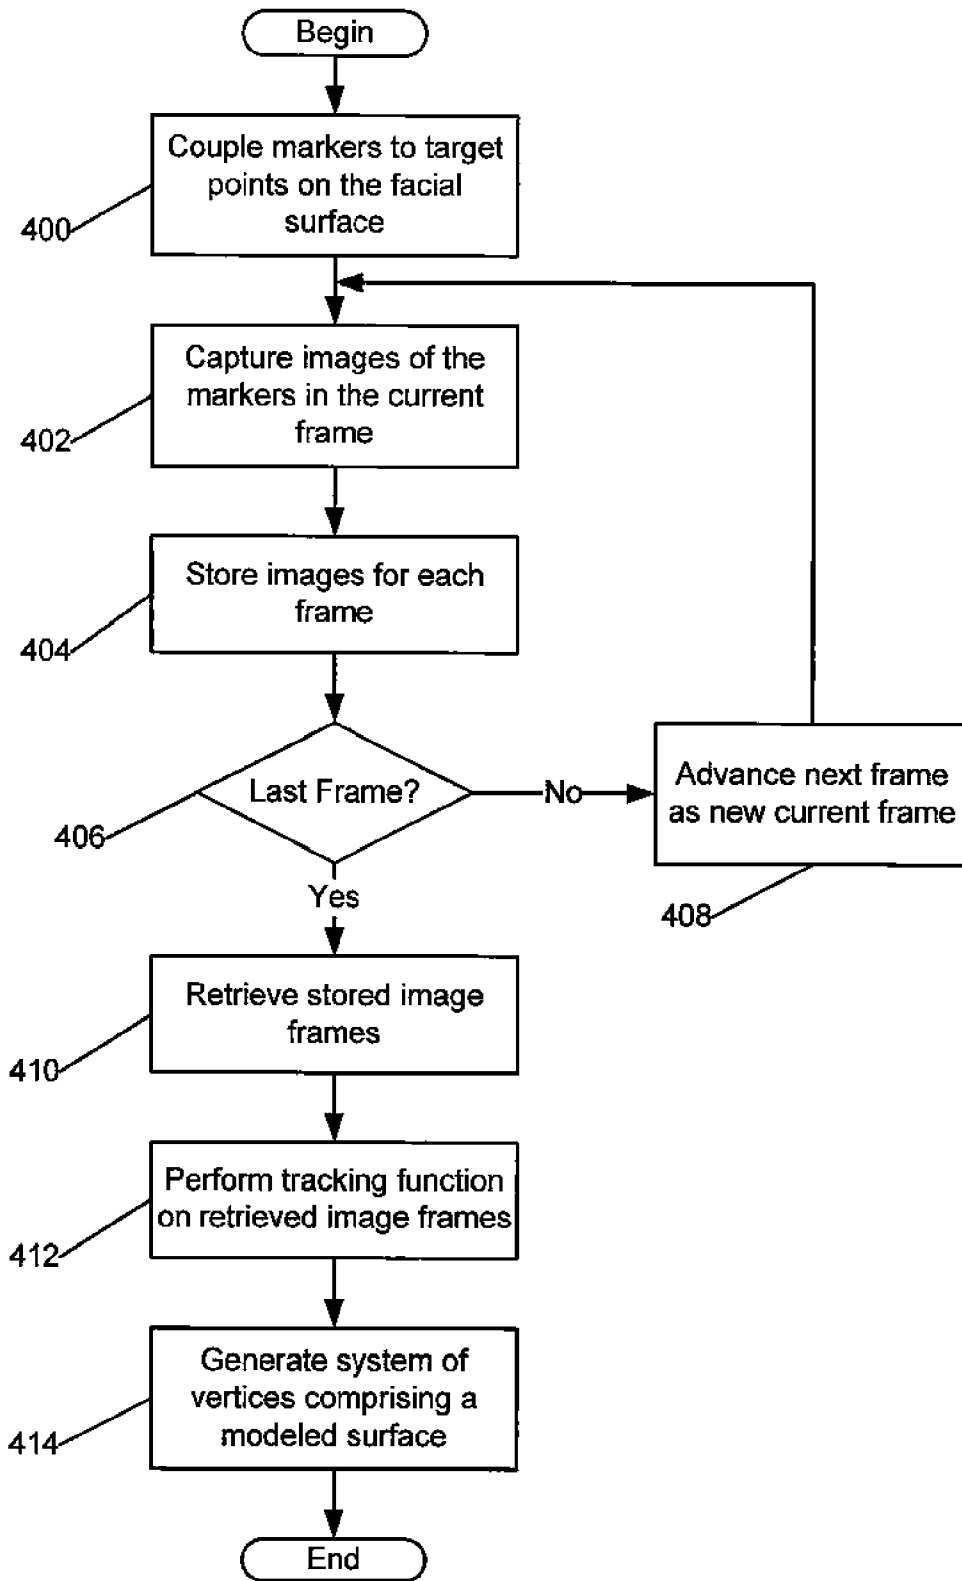 Begin
Couple markers to target
points on the facial
surface
400
Capture images of the
markers in the current
frame
402
Store images for each
frame
404
Last Frame?
406
No
Advance next frame
as new current frame
408
Yes
Retrieve stored image
frames
410
Perform tracking function
on retrieved image frames
412
Generate system of
vertices comprising a
modeled surface
414
End